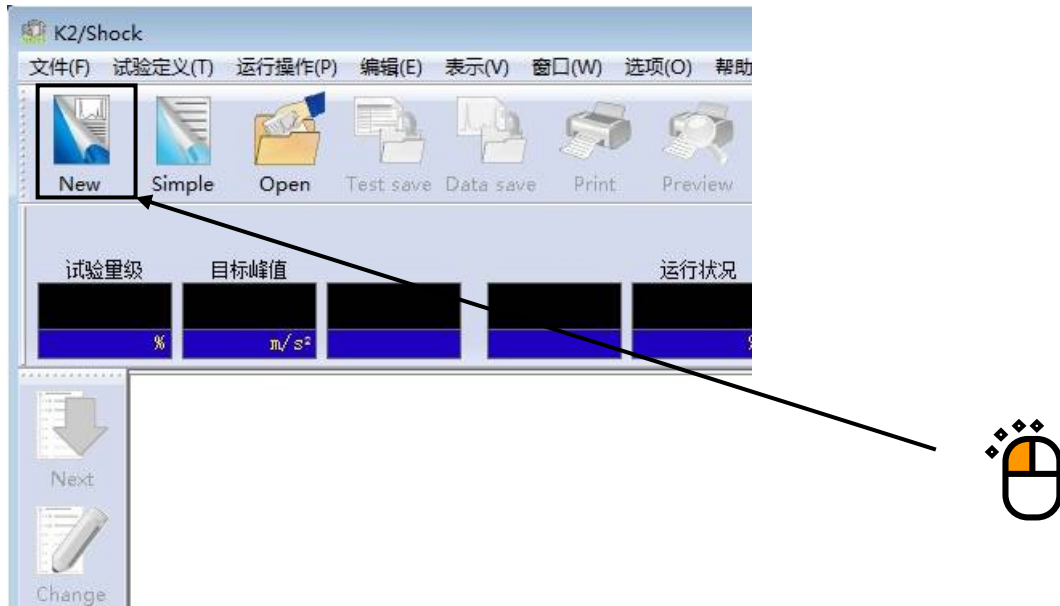 K2/Shock
文件(F) 试验定义(T) 运行操作(P) 编辑(E) 表示(V) 窗口(W) 选项(O) 帮助
New Simple Open Test save Data save Print Preview
试验量级 目标峰值 运行状况
% m/s²
Next
Change